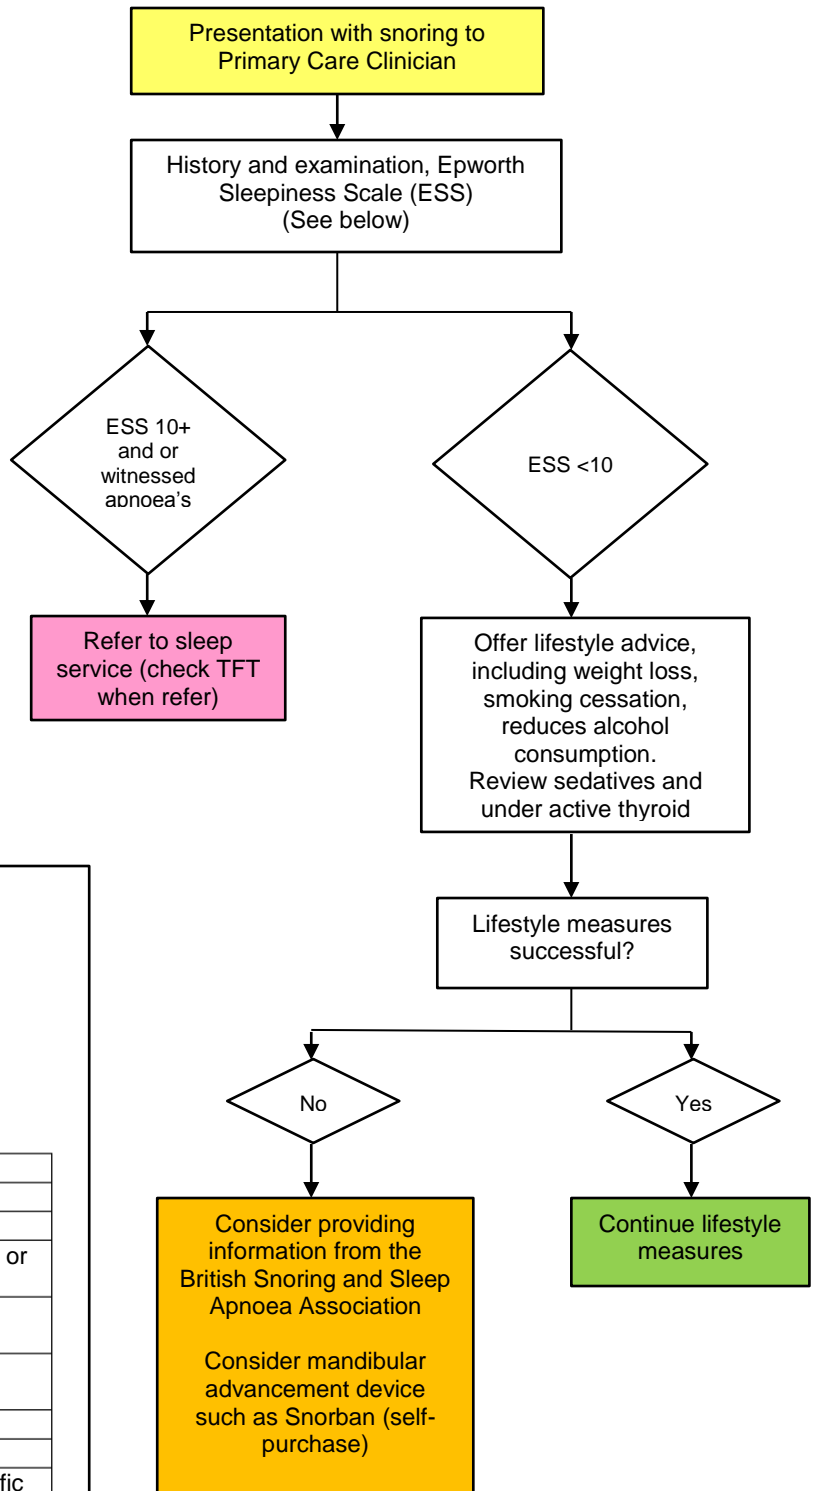 Presentation with snoring to
Primary Care Clinician
History and examination, Epworth
Sleepiness Scale (ESS)
(See below)
ESS 10+
and or
witnessed
apnoea's
ESS <10
Refer to sleep
service (check TFT
when refer)
Offer lifestyle advice,
including weight loss,
smoking cessation,
reduces alcohol
consumption.
Review sedatives and
under active thyroid
Lifestyle measures
successful?
No
Yes
Consider providing
information from the
British Snoring and Sleep
Apnoea Association
Consider mandibular
advancement device
such as Snorban (self-
purchase)
Continue lifestyle
measures
or